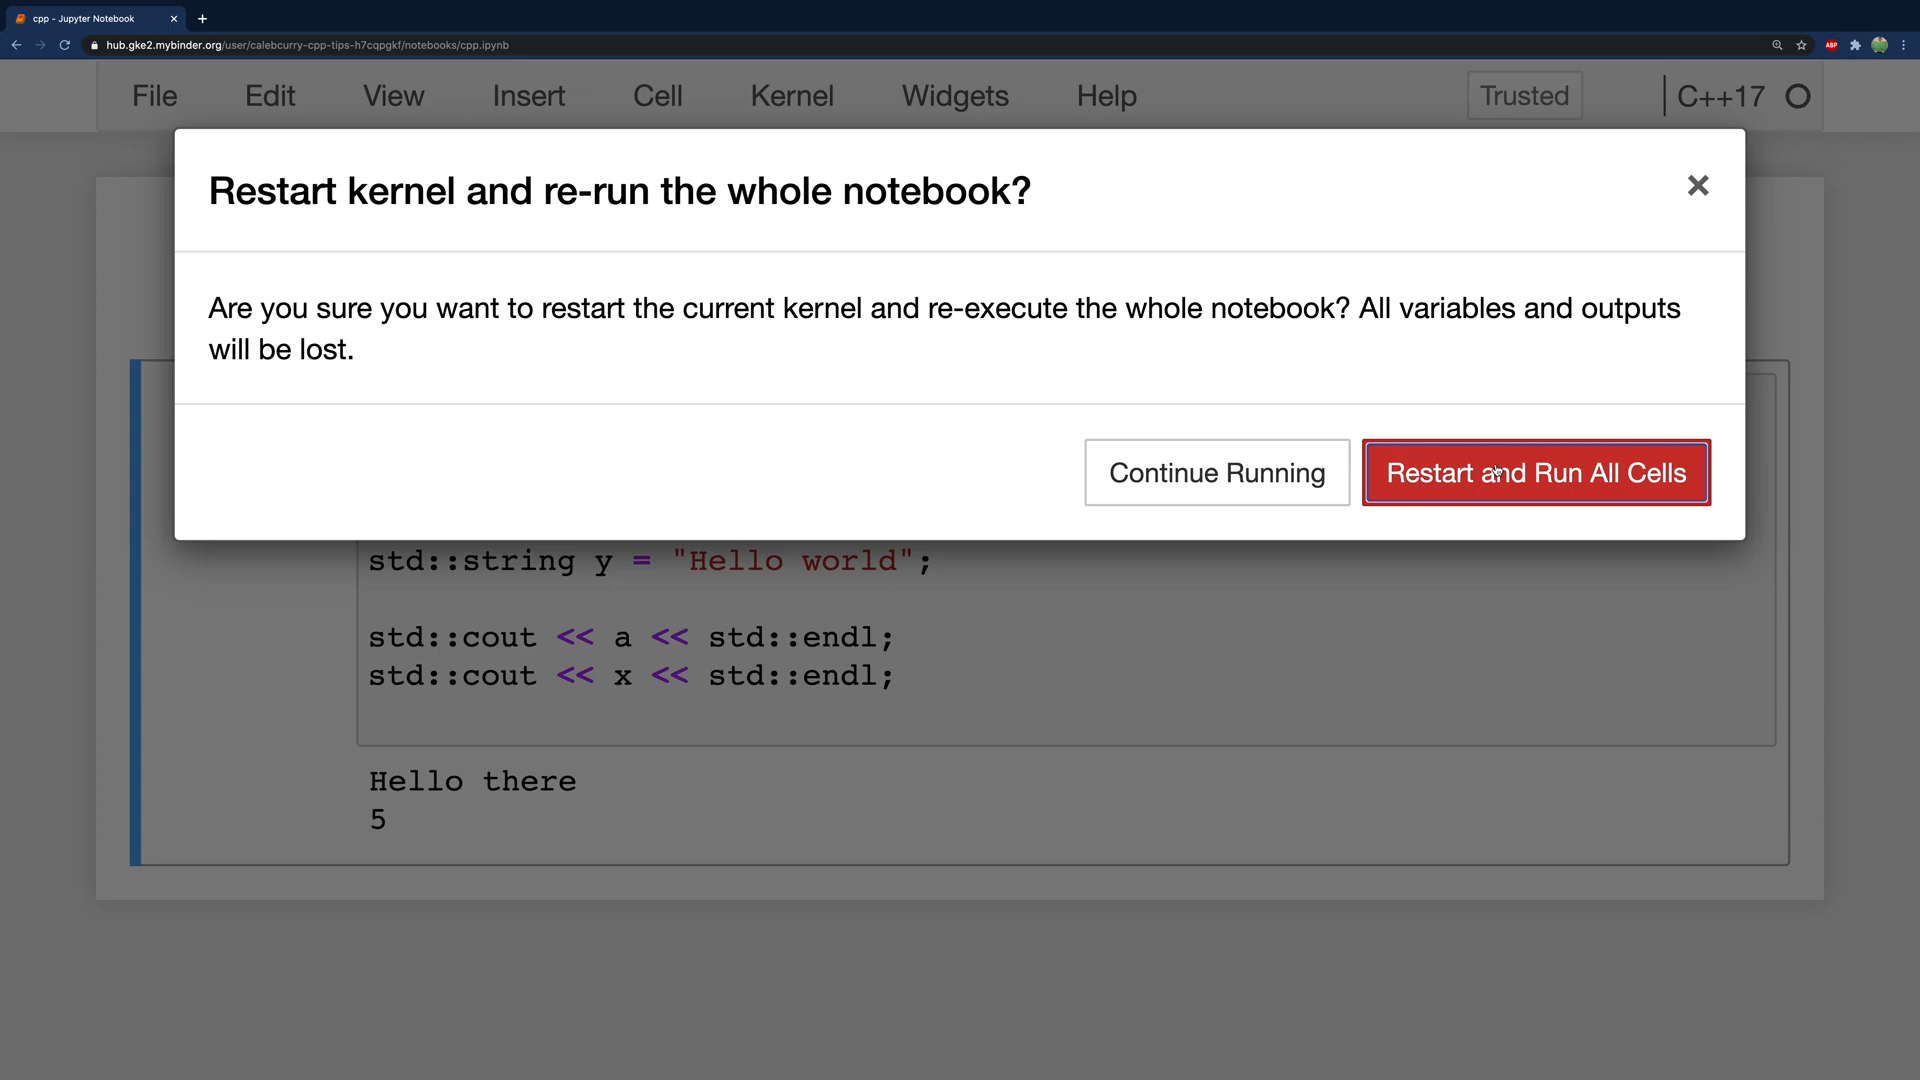 cpp - Jupyter Notebook
hub.gke2.mybinder.org/user/calebcurry-cpp-tips-h7cqpgkf/notebooks/cpp.ipynb
ABP
File Edit View Insert Cell Kernel Widgets Help Trusted C++17
Restart kernel and re-run the whole notebook?
Are you sure you want to restart the current kernel and re-execute the whole notebook? All variables and outputs
will be lost.
Continue Running Restart and Run All Cells
std::string y = "Hello world";
std::cout << a << std::endl;
std::cout << x << std::endl;
Hello there
5